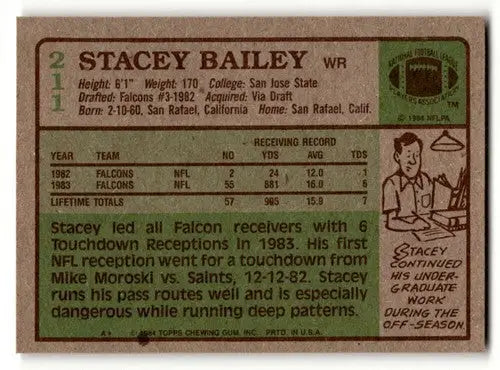 211
STACEY BAILEY WR
Height: 6'1" Weight: 170 College: San Jose State
Drafted: Falcons #3-1982 Acquired: Via Draft
Born: 2-10-60, San Rafael, California Home: San Rafael, Calif.
NATIONAL FOOTBALL LEAGUE
PLAYERS ASSOCIATION
TM
© 1984 NFLPA
RECEIVING RECORD
YEAR TEAM NO YDS AVG TD
1982 FALCONS NFL 2 24 12.0 1
1983 FALCONS NFL 55 881 16.0 6
LIFETIME TOTALS 57 905 15.9 7
Stacey led all Falcon receivers with 6
Touchdown Receptions in 1983. His first
NFL reception went for a touchdown from
Mike Moroski vs. Saints, 12-12-82. Stacey
runs his pass routes well and is especially
dangerous while running deep patterns.
STACEY
CONTINUED
HIS UNDER-
GRADUATE
WORK
DURING THE
OFF-SEASON.
A* © 1984 TOPPS CHEWING GUM, INC. PRTD. IN U.S.A.